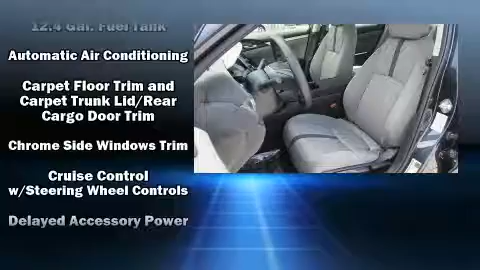 12.4 Gal. Fuel Tank
Automatic Air Conditioning
Carpet Floor Trim and
Carpet Trunk Lid/Rear
Cargo Door Trim
Chrome Side Windows Trim
Cruise Control
w/Steering Wheel Controls
Delayed Accessory Power